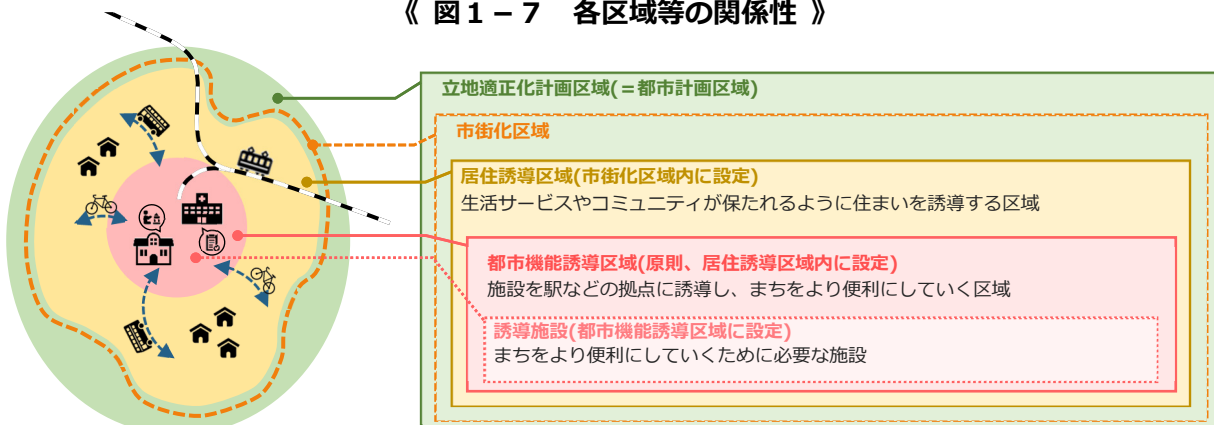 《 図１－７ 各区域等の関係性 》
立地適正化計画区域(＝都市計画区域)
市街化区域
居住誘導区域(市街化区域内に設定)
生活サービスやコミュニティが保たれるように住まいを誘導する区域
都市機能誘導区域(原則、居住誘導区域内に設定)
施設を駅などの拠点に誘導し、まちをより便利にしていく区域
誘導施設(都市機能誘導区域に設定)
まちをより便利にしていくために必要な施設